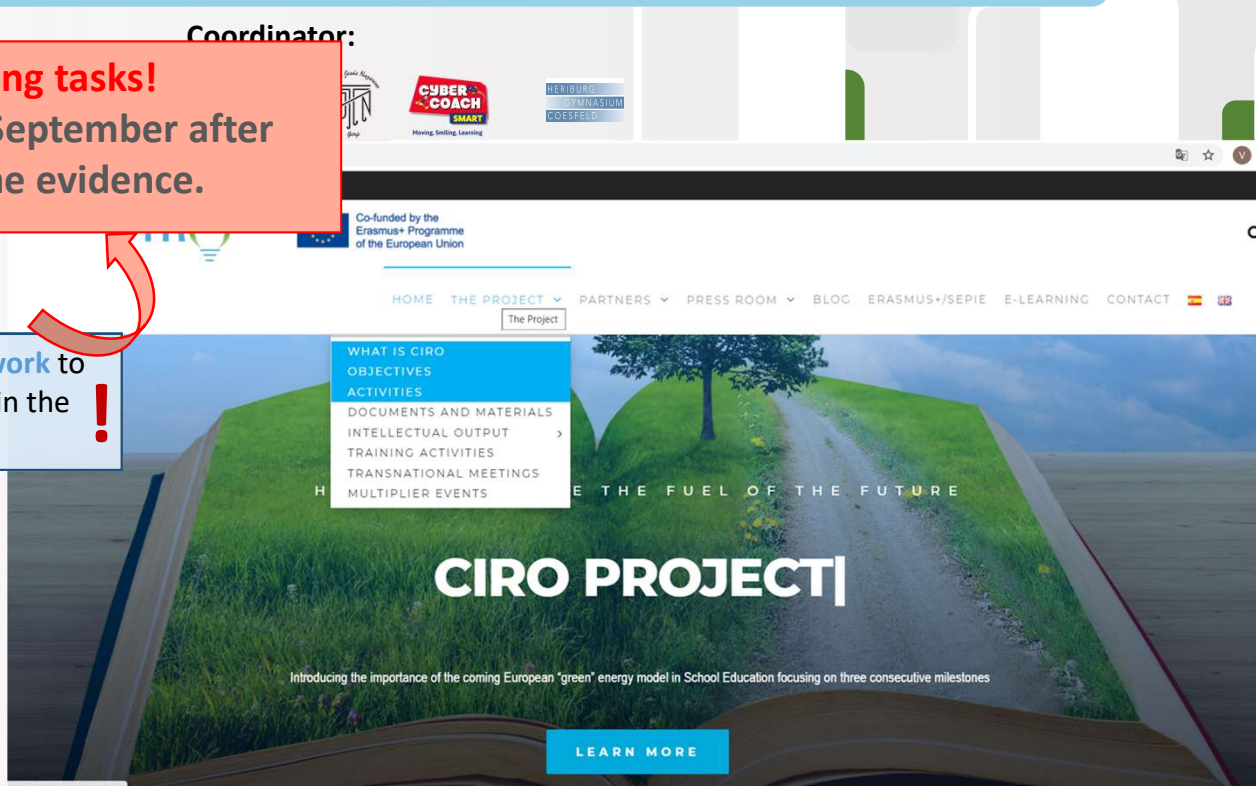 Coordinator:
ng tasks!
September after
ne evidence.
Group
CYBER
COACH
SMART
Moving, Smiling, Learning
HERIBURG
GYMNASIUM
COESFELD
V
Co-funded by the
Erasmus+ Programme
of the European Union
HOME THE PROJECT PARTNERS PRESS ROOM BLOG ERASMUS+/SEPIE E-LEARNING CONTACT
The Project
work to
in the
!
WHAT IS CIRO
OBJECTIVES
ACTIVITIES
DOCUMENTS AND MATERIALS
INTELLECTUAL OUTPUT >
TRAINING ACTIVITIES
TRANSNATIONAL MEETINGS
MULTIPLIER EVENTS
H E THE FUEL OF THE FUTURE
CIRO PROJECT|
Introducing the importance of the coming European "green" energy model in School Education focusing on three consecutive milestones
LEARN MORE